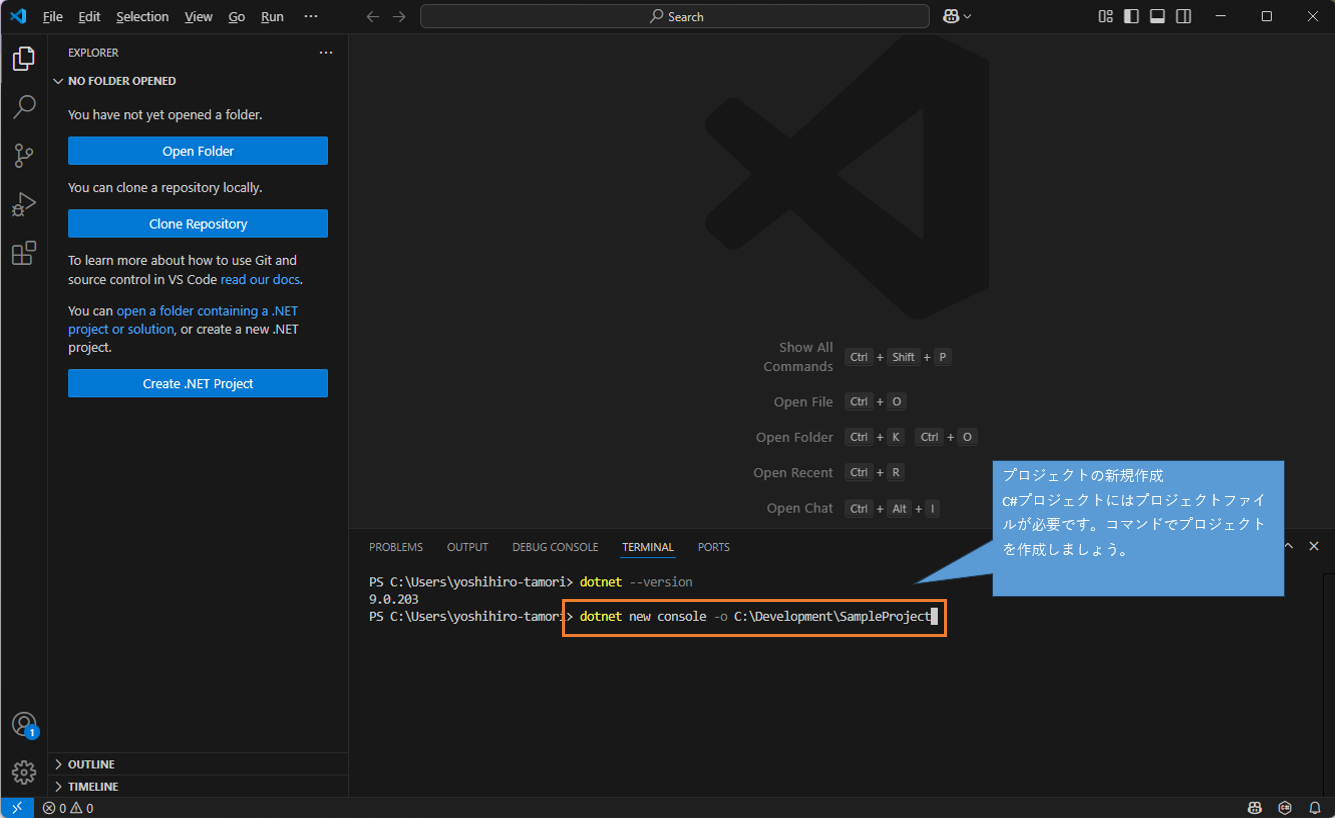 File Edit Selection View Go Run ···
Search
EXPLORER ···
NO FOLDER OPENED
You have not yet opened a folder.
Open Folder
You can clone a repository locally.
Clone Repository
To learn more about how to use Git and
source control in VS Code read our docs.
You can open a folder containing a .NET
project or solution, or create a new .NET
project.
Create .NET Project
Show All
Commands Ctrl + Shift + P
Open File Ctrl + O
Open Folder Ctrl + K Ctrl + O
Open Recent Ctrl + R
Open Chat Ctrl + Alt + I
プロジェクトの新規作成
C#プロジェクトにはプロジェクトファイ
ルが必要です。コマンドでプロジェクト
を作成しましょう。
PROBLEMS OUTPUT DEBUG CONSOLE TERMINAL PORTS
PS C:\Users\yoshihiro-tamori> dotnet --version
9.0.203
PS C:\Users\yoshihiro-tamori> dotnet new console -o C:\Development\SampleProject
1
OUTLINE
TIMELINE
0 0
C#